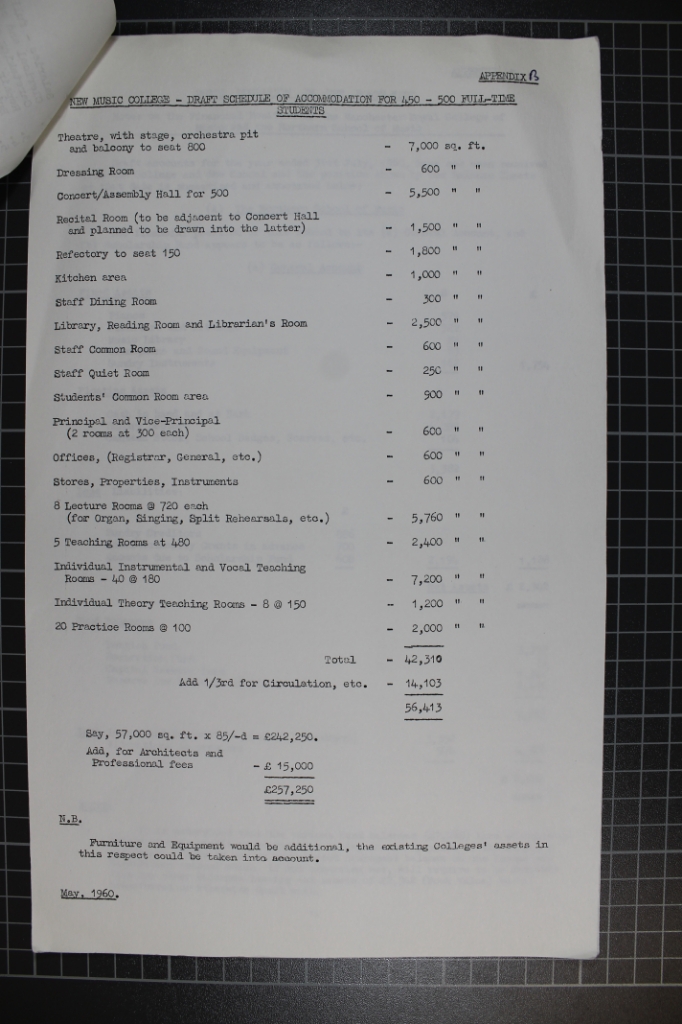 APPENDIX B
NEW MUSIC COLLEGE - DRAFT SCHEDULE OF ACCOMMODATION FOR 450 - 500 FULL-TIME
STUDENTS
Theatre, with stage, orchestra pit
and balcony to seat 800 - 7,000 sq. ft.
Dressing Room - 600 " "
Concert/Assembly Hall for 500 - 5,500 " "
Recital Room (to be adjacent to Concert Hall
and planned to be drawn into the latter) - 1,500 " "
Refectory to seat 150 - 1,800 " "
Kitchen area - 1,000 " "
Staff Dining Room - 300 " "
Library, Reading Room and Librarian's Room - 2,500 " "
Staff Common Room - 600 " "
Staff Quiet Room - 250 " "
Students' Common Room area - 900 " "
Principal and Vice-Principal
(2 rooms at 300 each) - 600 " "
Offices, (Registrar, General, etc.) - 600 " "
Stores, Properties, Instruments - 600 " "
8 Lecture Rooms @ 720 each
(for Organ, Singing, Split Rehearsals, etc.) - 5,760 " "
5 Teaching Rooms at 480 - 2,400 " "
Individual Instrumental and Vocal Teaching
Rooms - 40 @ 180 - 7,200 " "
Individual Theory Teaching Rooms - 8 @ 150 - 1,200 " "
20 Practice Rooms @ 100 - 2,000 " "
Total - 42,310
Add 1/3rd for Circulation, etc. - 14,103
56,413
Say, 57,000 sq. ft. x 85/-d = £242,250.
Add, for Architects and
Professional fees - £ 15,000
£257,250
N.B.
Furniture and Equipment would be additional, the existing Colleges' assets in
this respect could be taken into account.
May, 1960.